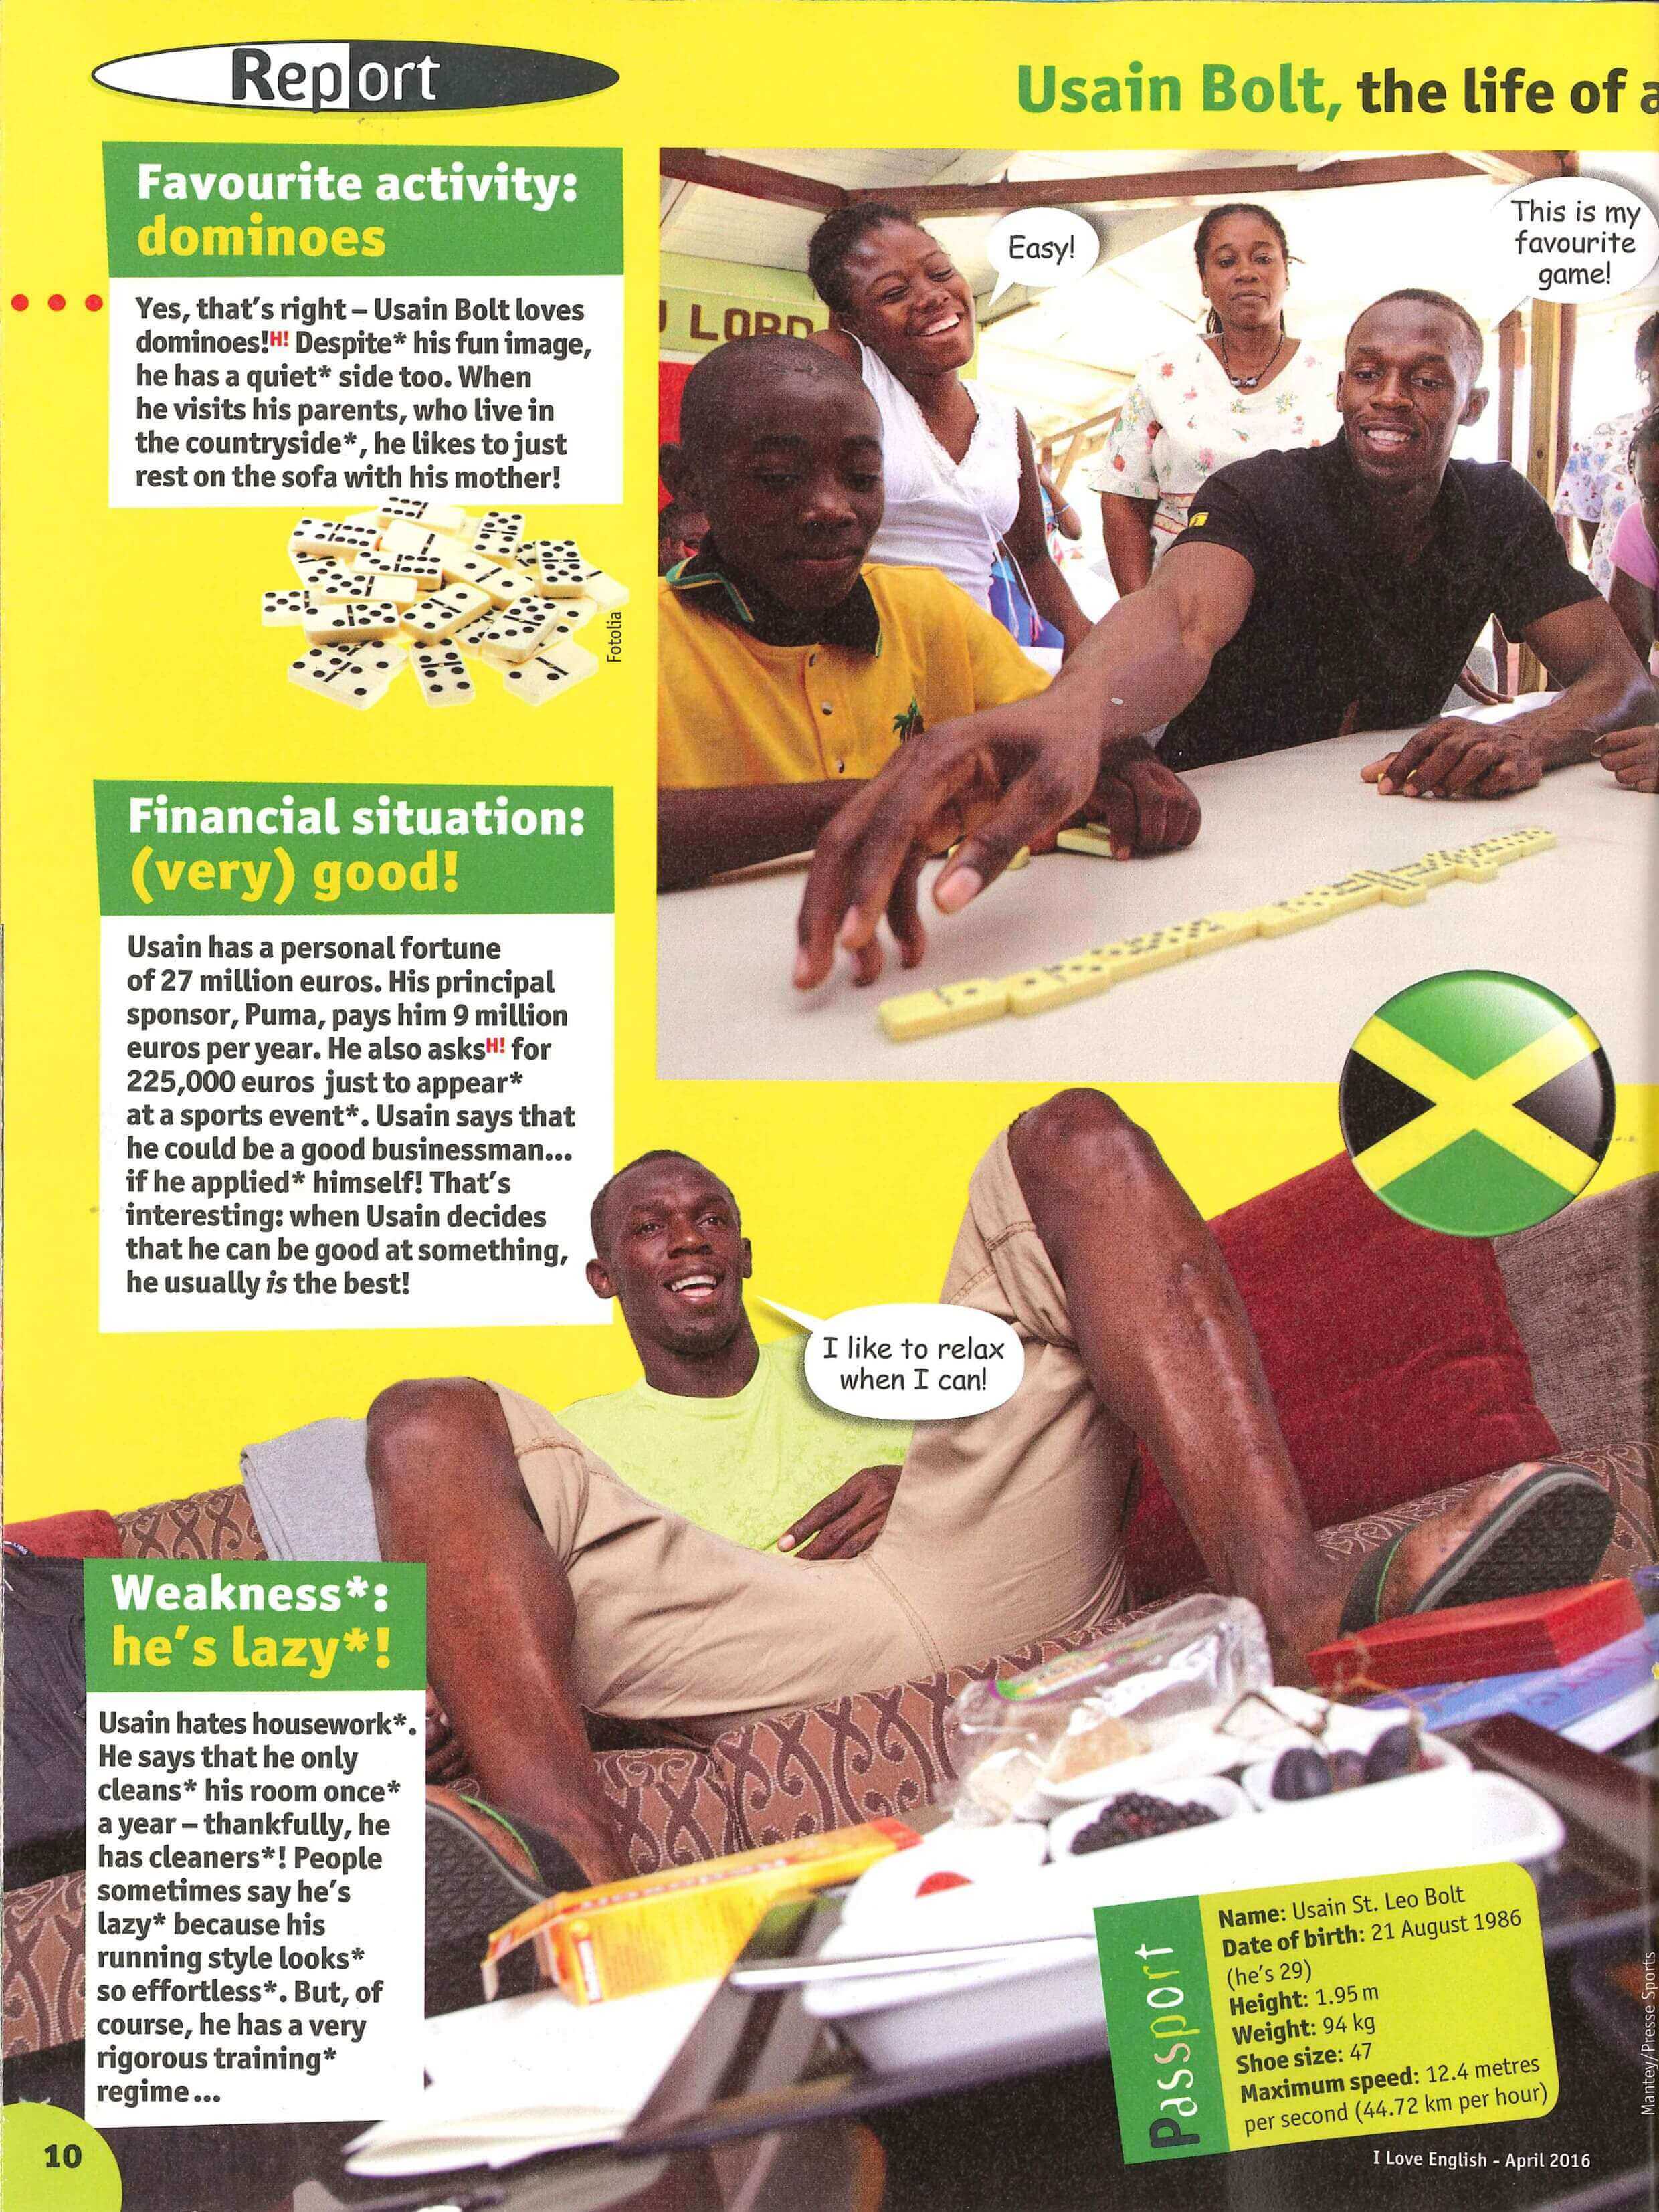 Report
Usain Bolt, the life of a
Favourite activity:
dominoes
Yes, that's right – Usain Bolt loves
dominoes!H! Despite* his fun image,
he has a quiet* side too. When
he visits his parents, who live in
the countryside*, he likes to just
rest on the sofa with his mother!
Fotolia
LORD
Easy!
This is my
favourite
game!
Financial situation:
(very) good!
Usain has a personal fortune
of 27 million euros. His principal
sponsor, Puma, pays him 9 million
euros per year. He also asksH! for
225,000 euros just to appear*
at a sports event*. Usain says that
he could be a good businessman...
if he applied* himself! That's
interesting: when Usain decides
that he can be good at something,
he usually is the best!
I like to relax
when I can!
Weakness*:
he's lazy*!
Usain hates housework*.
He says that he only
cleans* his room once*
a year – thankfully, he
has cleaners*! People
sometimes say he's
lazy* because his
running style looks*
so effortless*. But, of
course, he has a very
rigorous training*
regime...
Passport
Name: Usain St. Leo Bolt
Date of birth: 21 August 1986
(he's 29)
Height: 1.95 m
Weight: 94 kg
Shoe size: 47
Maximum speed: 12.4 metres
per second (44.72 km per hour)
Mantey/Presse Sports
10
I Love English - April 2016